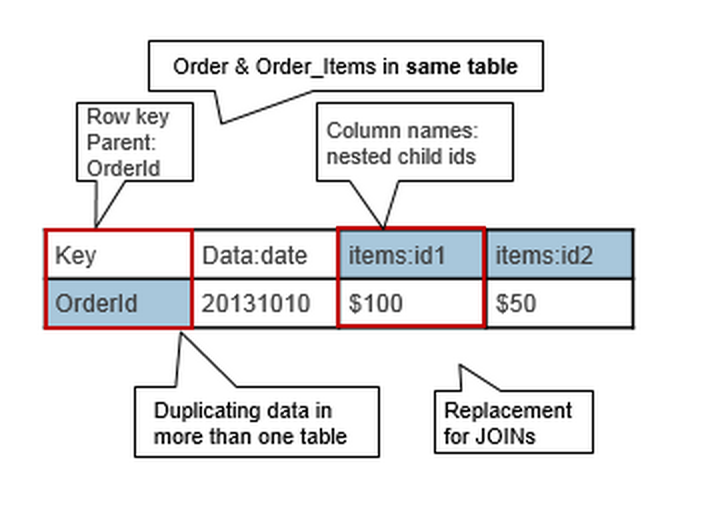 Order & Order_Items in same table
Row key
Parent:
OrderId
Column names:
nested child ids
Key
Data:date
items:id1
items:id2
OrderId
20131010
$100
$50
Duplicating data in
more than one table
Replacement
for JOINs